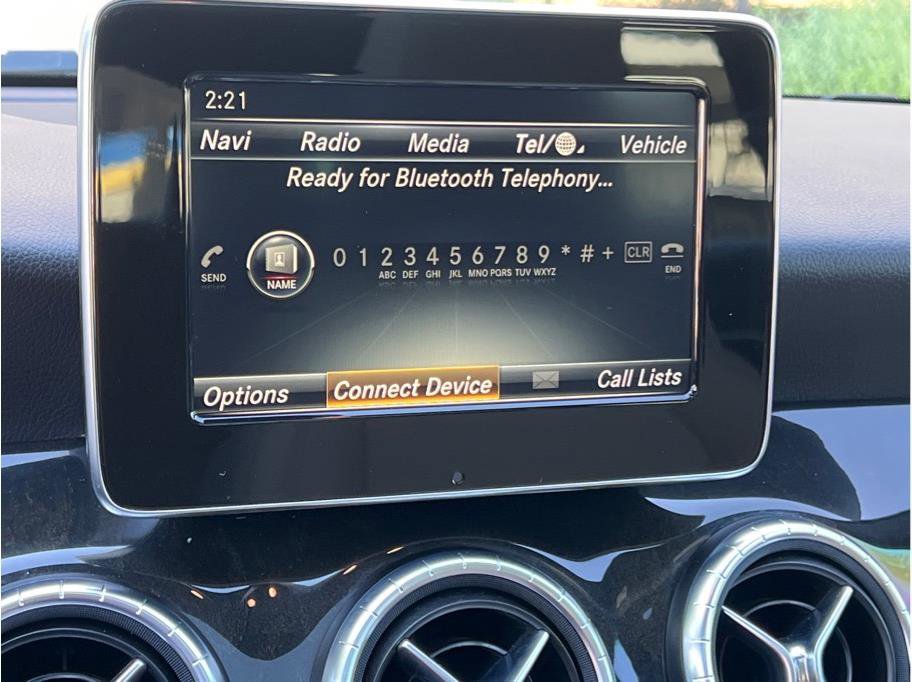 2:21
Navi Radio Media Tel/ Vehicle
Ready for Bluetooth Telephony...
SEND NAME 0 1 2 3 4 5 6 7 8 9 * # + CLR END
ABC DEF GHI JKL MNO PQRS TUV WXYZ
Options Connect Device Call Lists